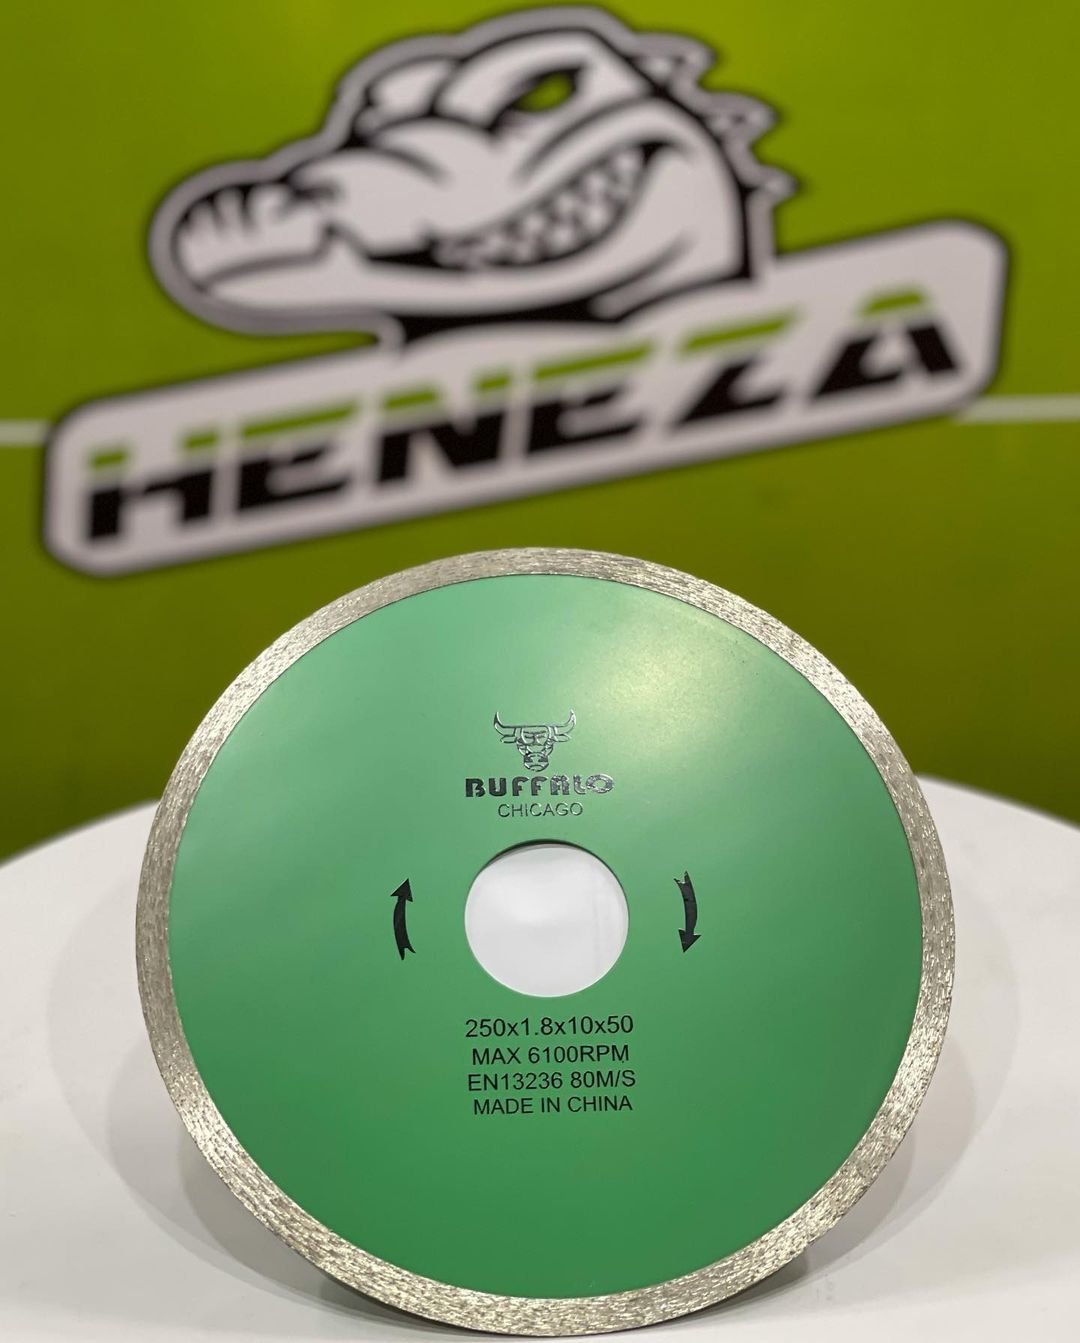 HENEZA
BUFFALO
CHICAGO
250x1.8x10x50
MAX 6100RPM
EN13236 80M/S
MADE IN CHINA